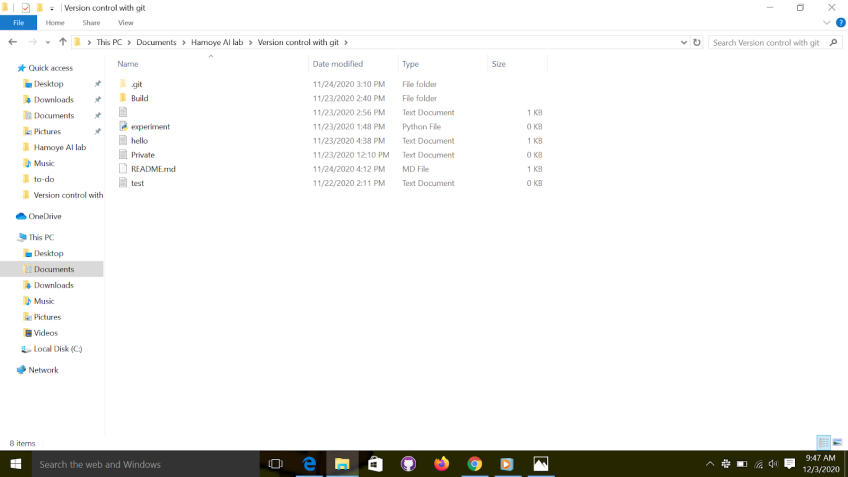 Version control with git
File Home Share View
This PC Documents Hamoye AI lab Version control with git
Search Version control with git
Name Date modified Type Size
.git 11/24/2020 3:10 PM File folder
Build 11/23/2020 2:40 PM File folder
11/23/2020 2:56 PM Text Document 1 KB
experiment 11/23/2020 1:48 PM Python File 0 KB
hello 11/23/2020 4:38 PM Text Document 1 KB
Private 11/23/2020 12:10 PM Text Document 0 KB
README.md 11/24/2020 4:12 PM MD File 1 KB
test 11/22/2020 2:11 PM Text Document 0 KB
Quick access
Desktop
Downloads
Documents
Pictures
Hamoye AI lab
Music
to-do
Version control with
OneDrive
This PC
Desktop
Documents
Downloads
Music
Pictures
Videos
Local Disk (C:)
Network
8 items
Search the web and Windows
9:47 AM
12/3/2020